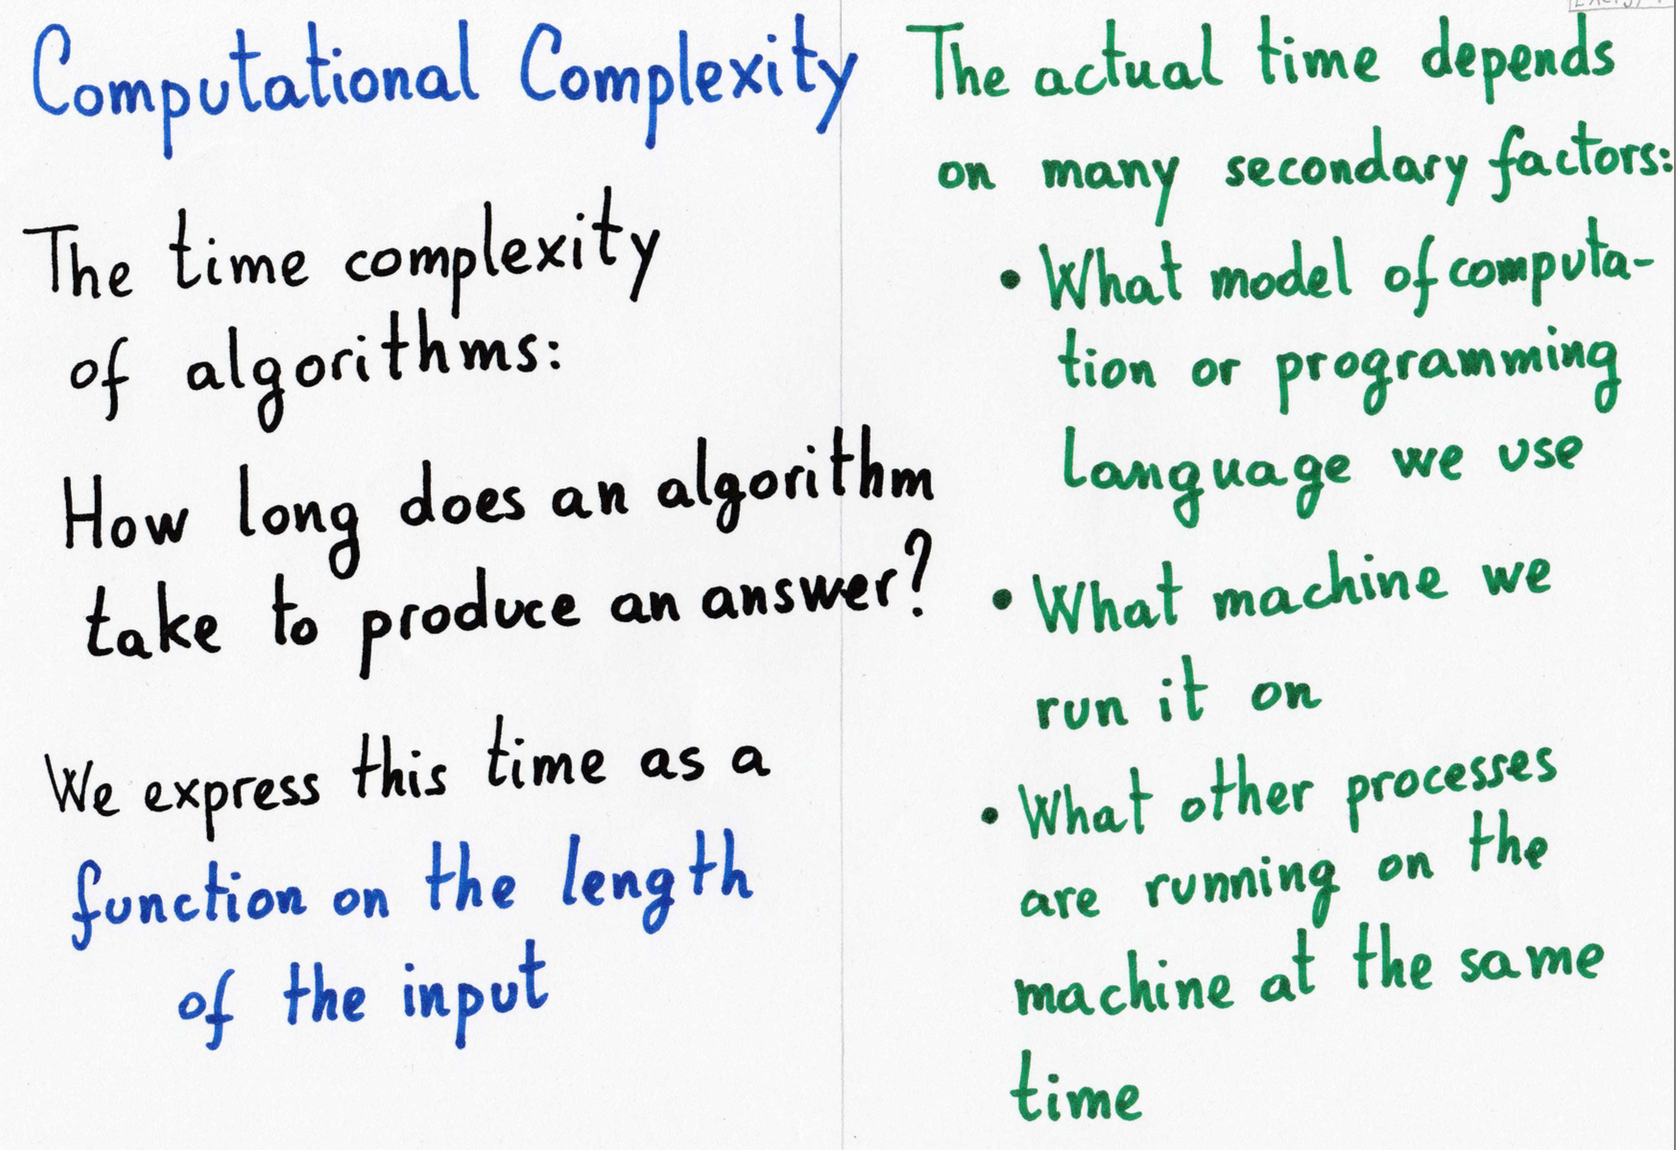 Computational Complexity
The time complexity
of algorithms:
How long does an algorithm
take to produce an answer?
We express this time as a
function on the length
of the input
The actual time depends
on many secondary factors:
• What model of computa-
tion or programming
language we use
• What machine we
run it on
• What other processes
are running on the
machine at the same
time